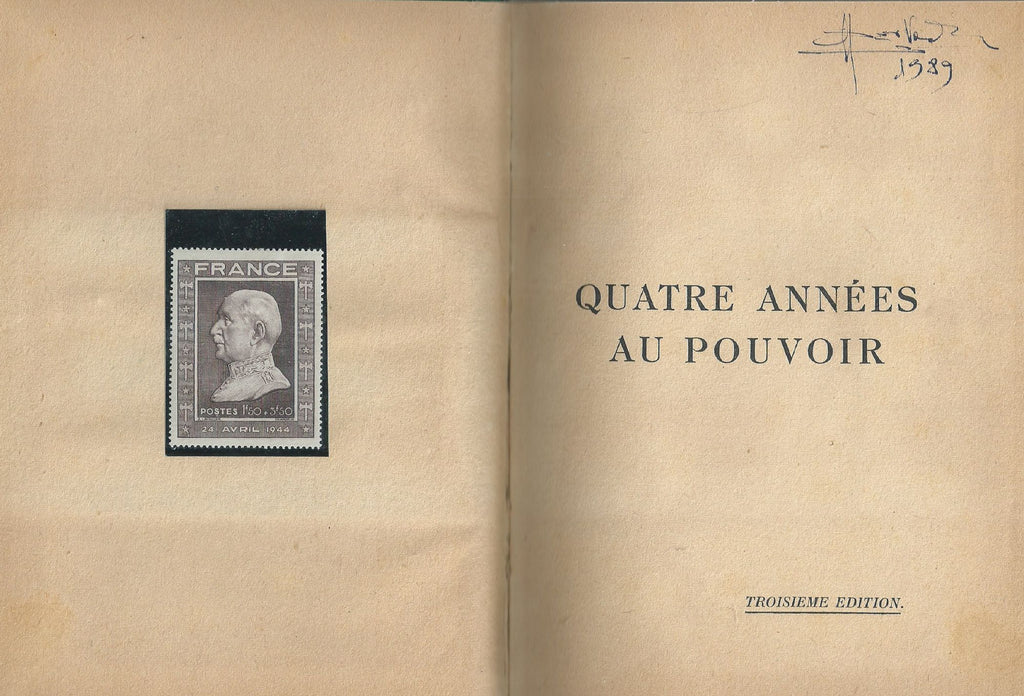 FRANCE
POSTES 1F50 + 3F50
24 AVRIL 1944
1989
QUATRE ANNÉES
AU POUVOIR
TROISIEME EDITION.